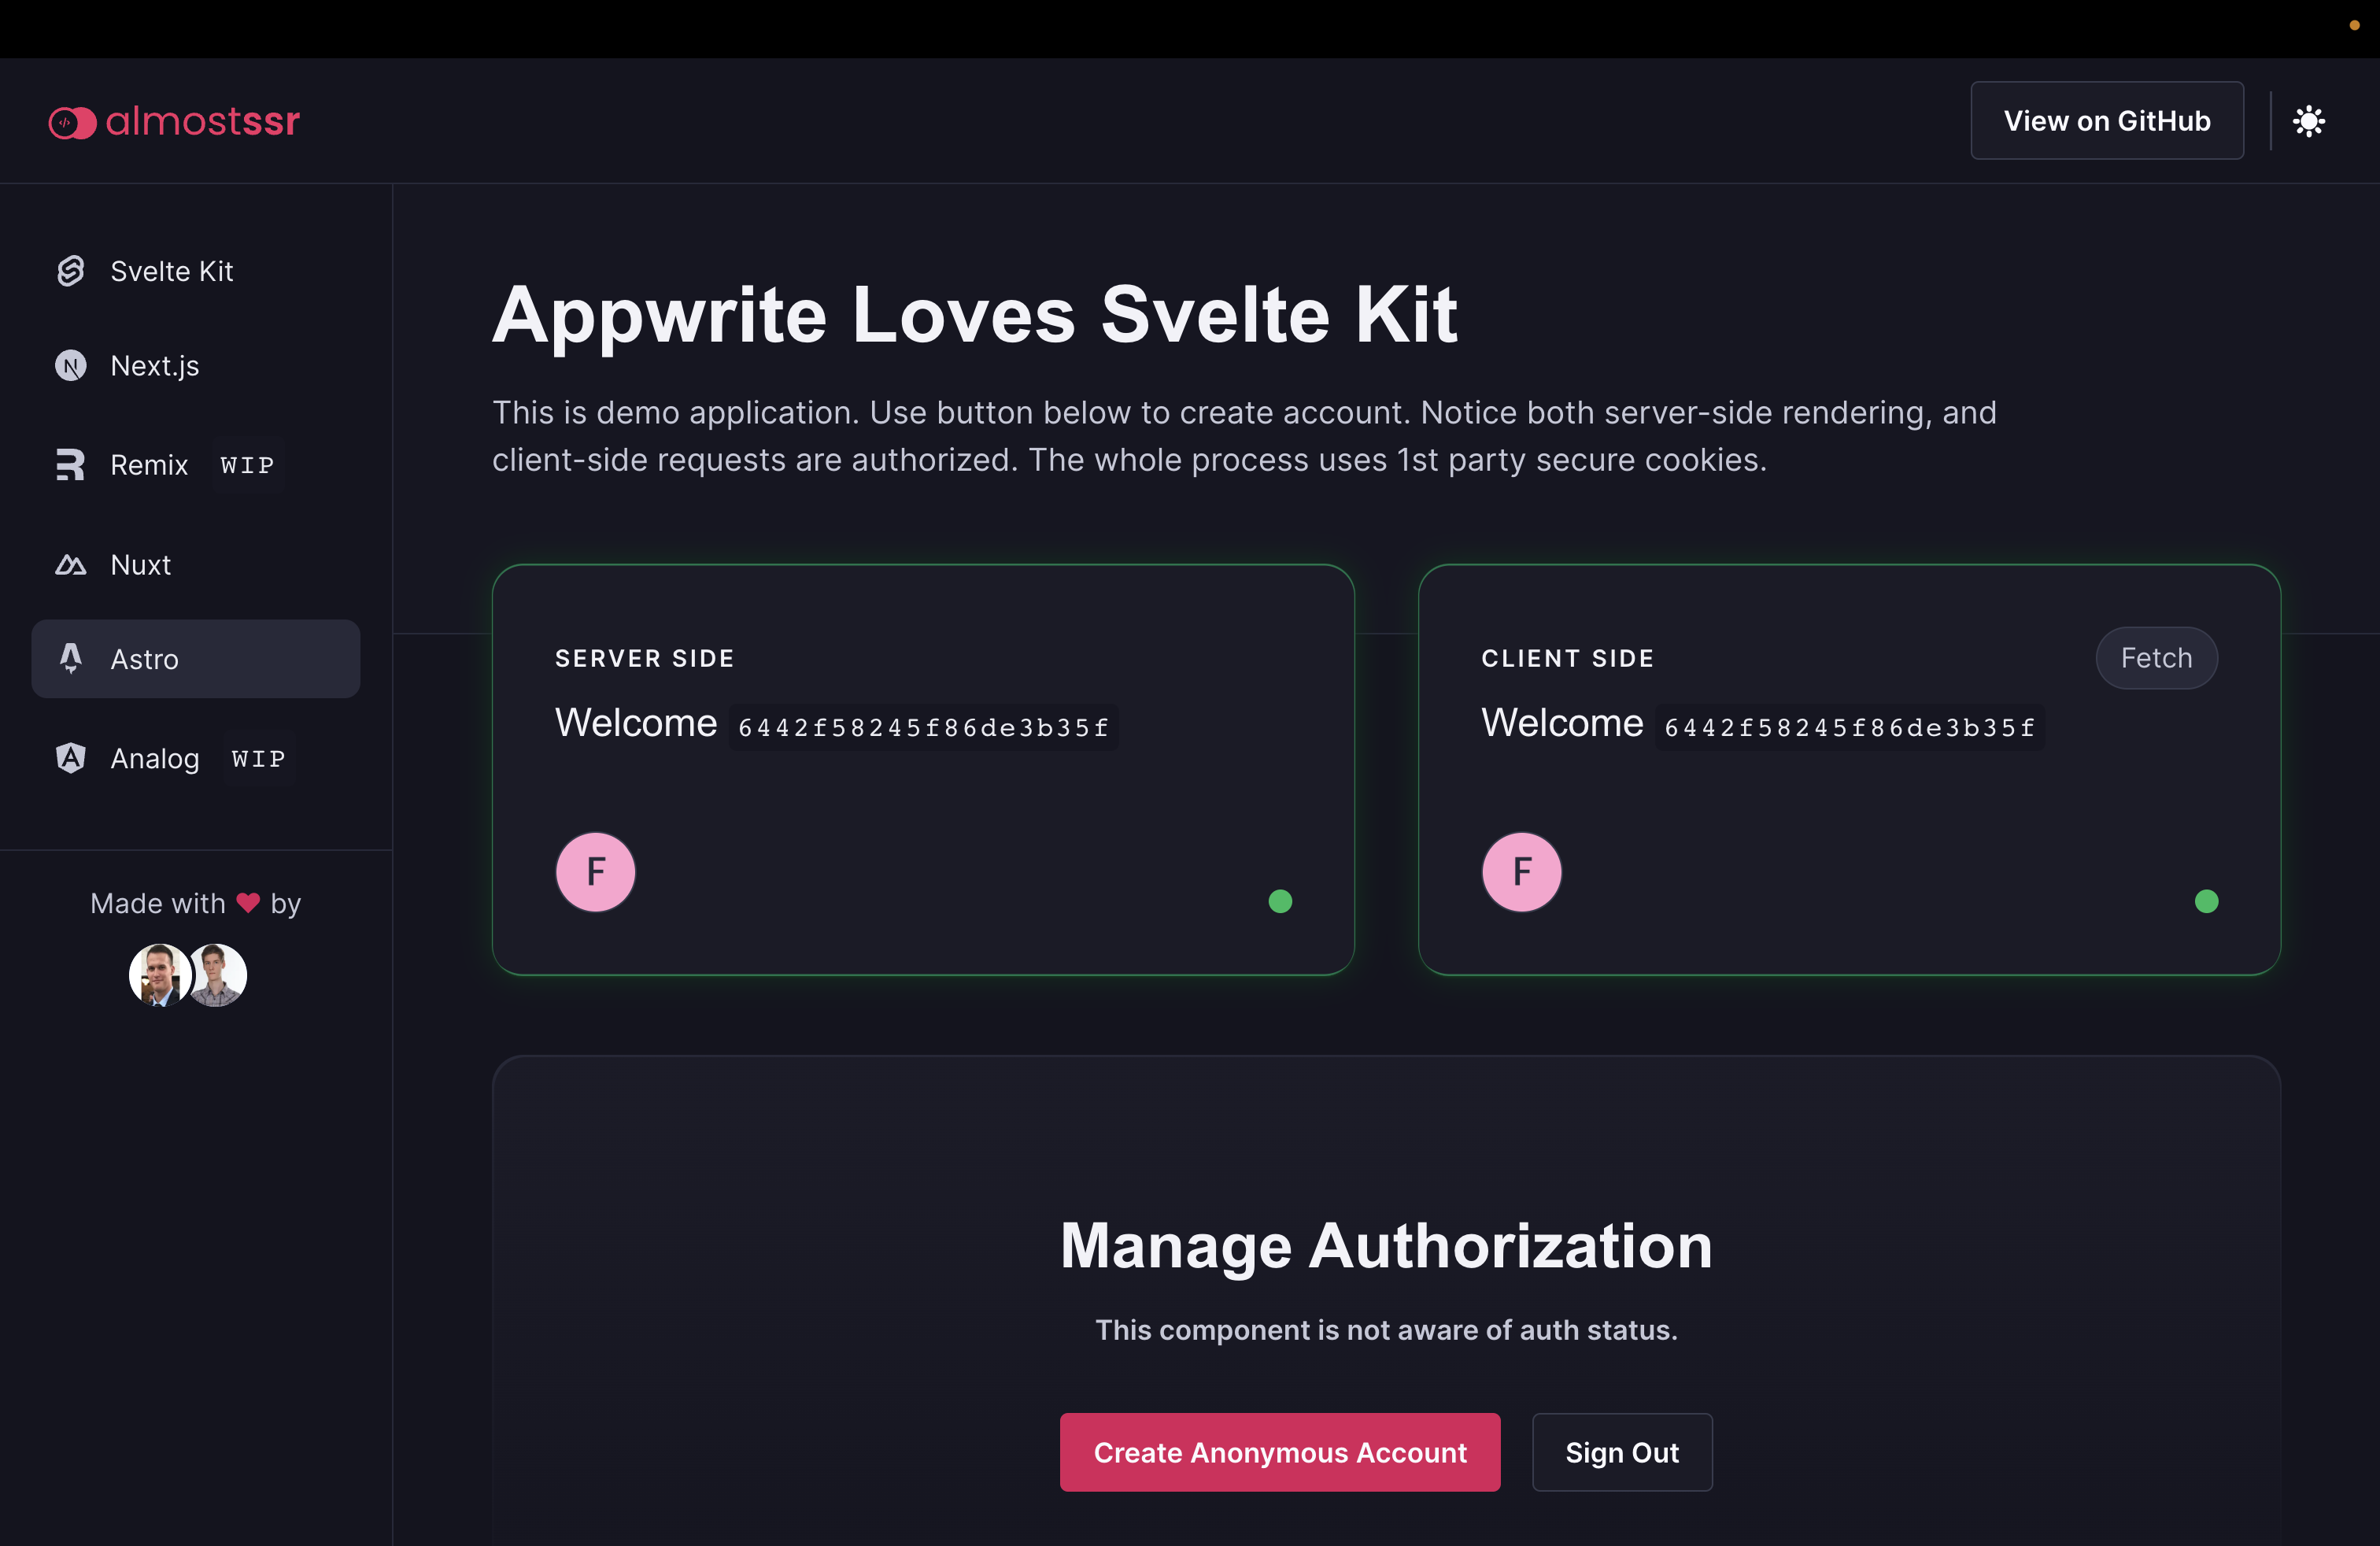 almostssr
View on GitHub
Svelte Kit
Next.js
Remix WIP
Nuxt
Astro
Analog WIP
Made with ❤ by
Appwrite Loves Svelte Kit
This is demo application. Use button below to create account. Notice both server-side rendering, and
client-side requests are authorized. The whole process uses 1st party secure cookies.
SERVER SIDE
Welcome 6442f58245f86de3b35f
F
CLIENT SIDE
Fetch
Welcome 6442f58245f86de3b35f
F
Manage Authorization
This component is not aware of auth status.
Create Anonymous Account
Sign Out